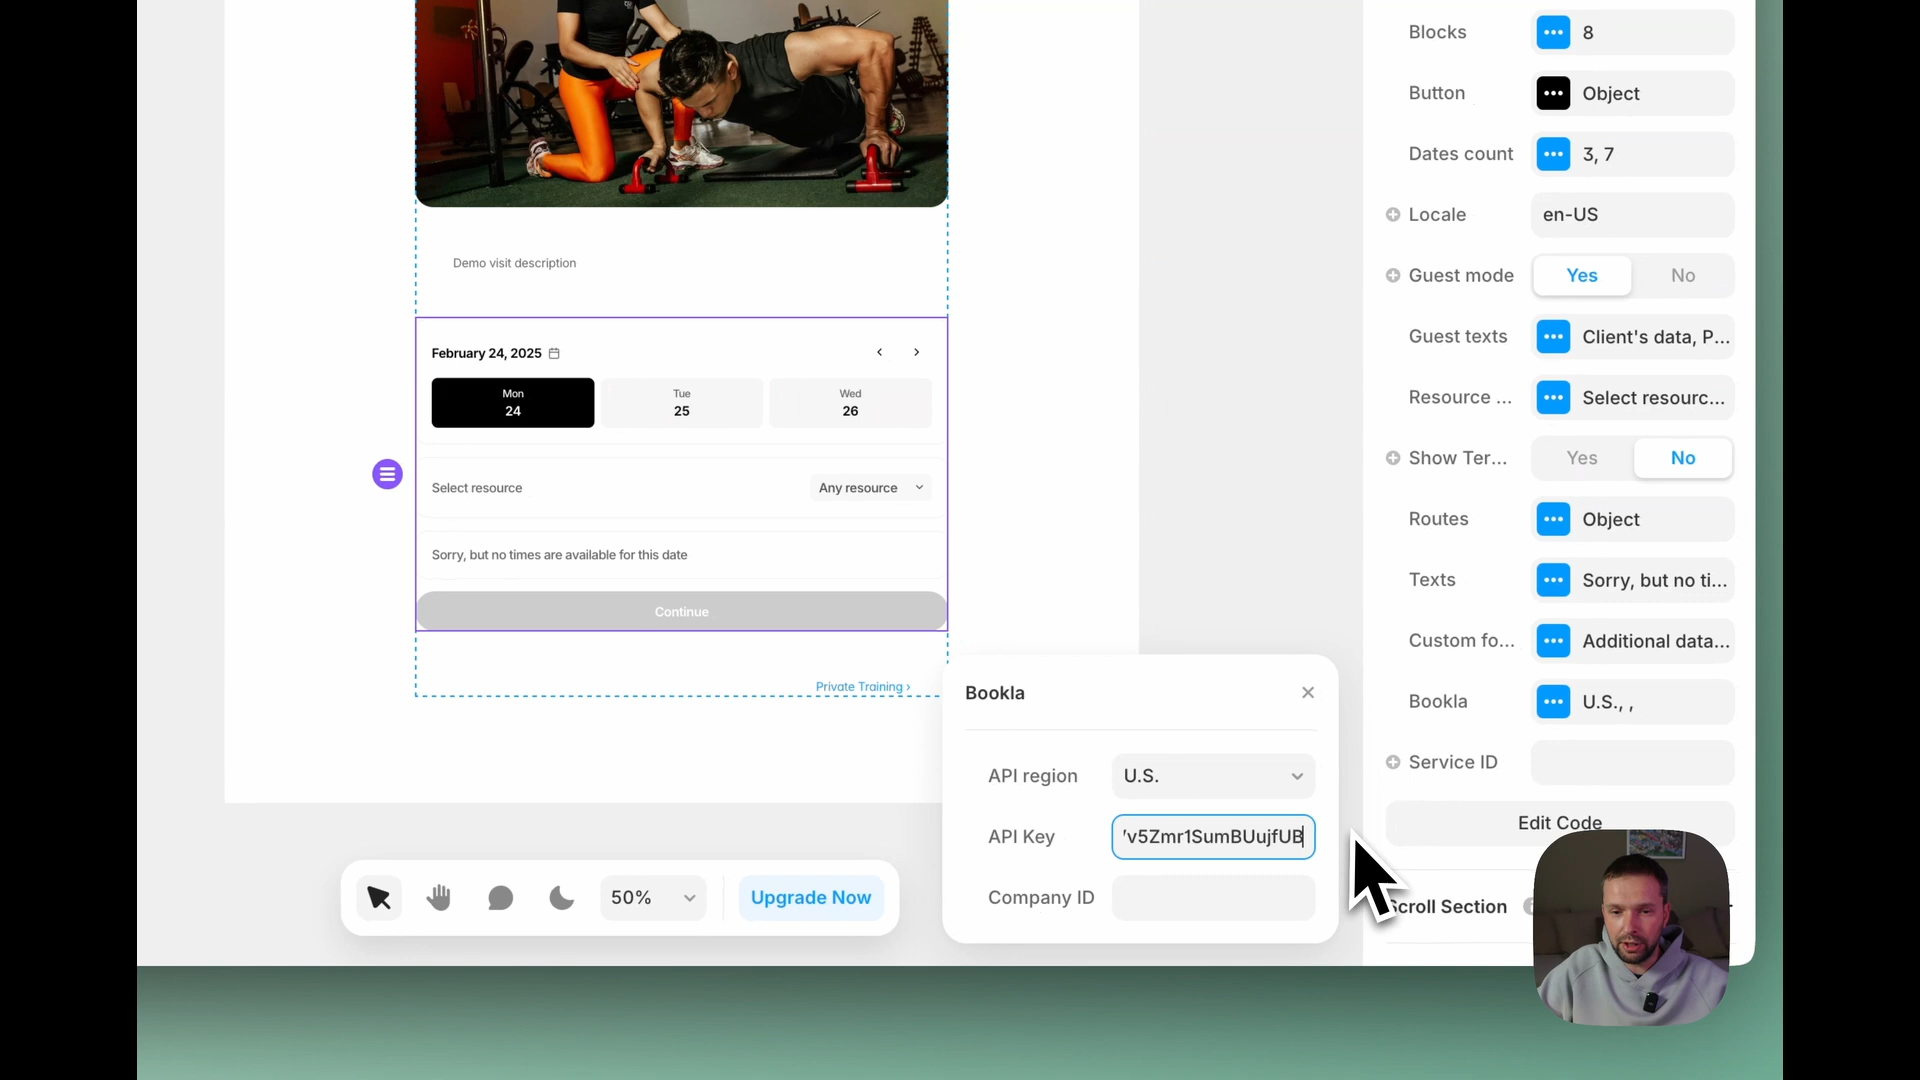 Blocks
8
Button
Object
Dates count
3, 7
Locale
en-US
Guest mode
Yes
No
Guest texts
Client's data, P...
Resource ...
Select resourc...
Show Ter...
Yes
No
Routes
Object
Texts
Sorry, but no ti...
Custom fo...
Additional data...
Bookla
U.S., ,
Service ID
Edit Code
Scroll Section
Demo visit description
February 24, 2025
Mon
24
Tue
25
Wed
26
Select resource
Any resource
Sorry, but no times are available for this date
Continue
Private Training ›
Bookla
API region
U.S.
API Key
v5Zmr1SumBUujfUB
Company ID
50%
Upgrade Now